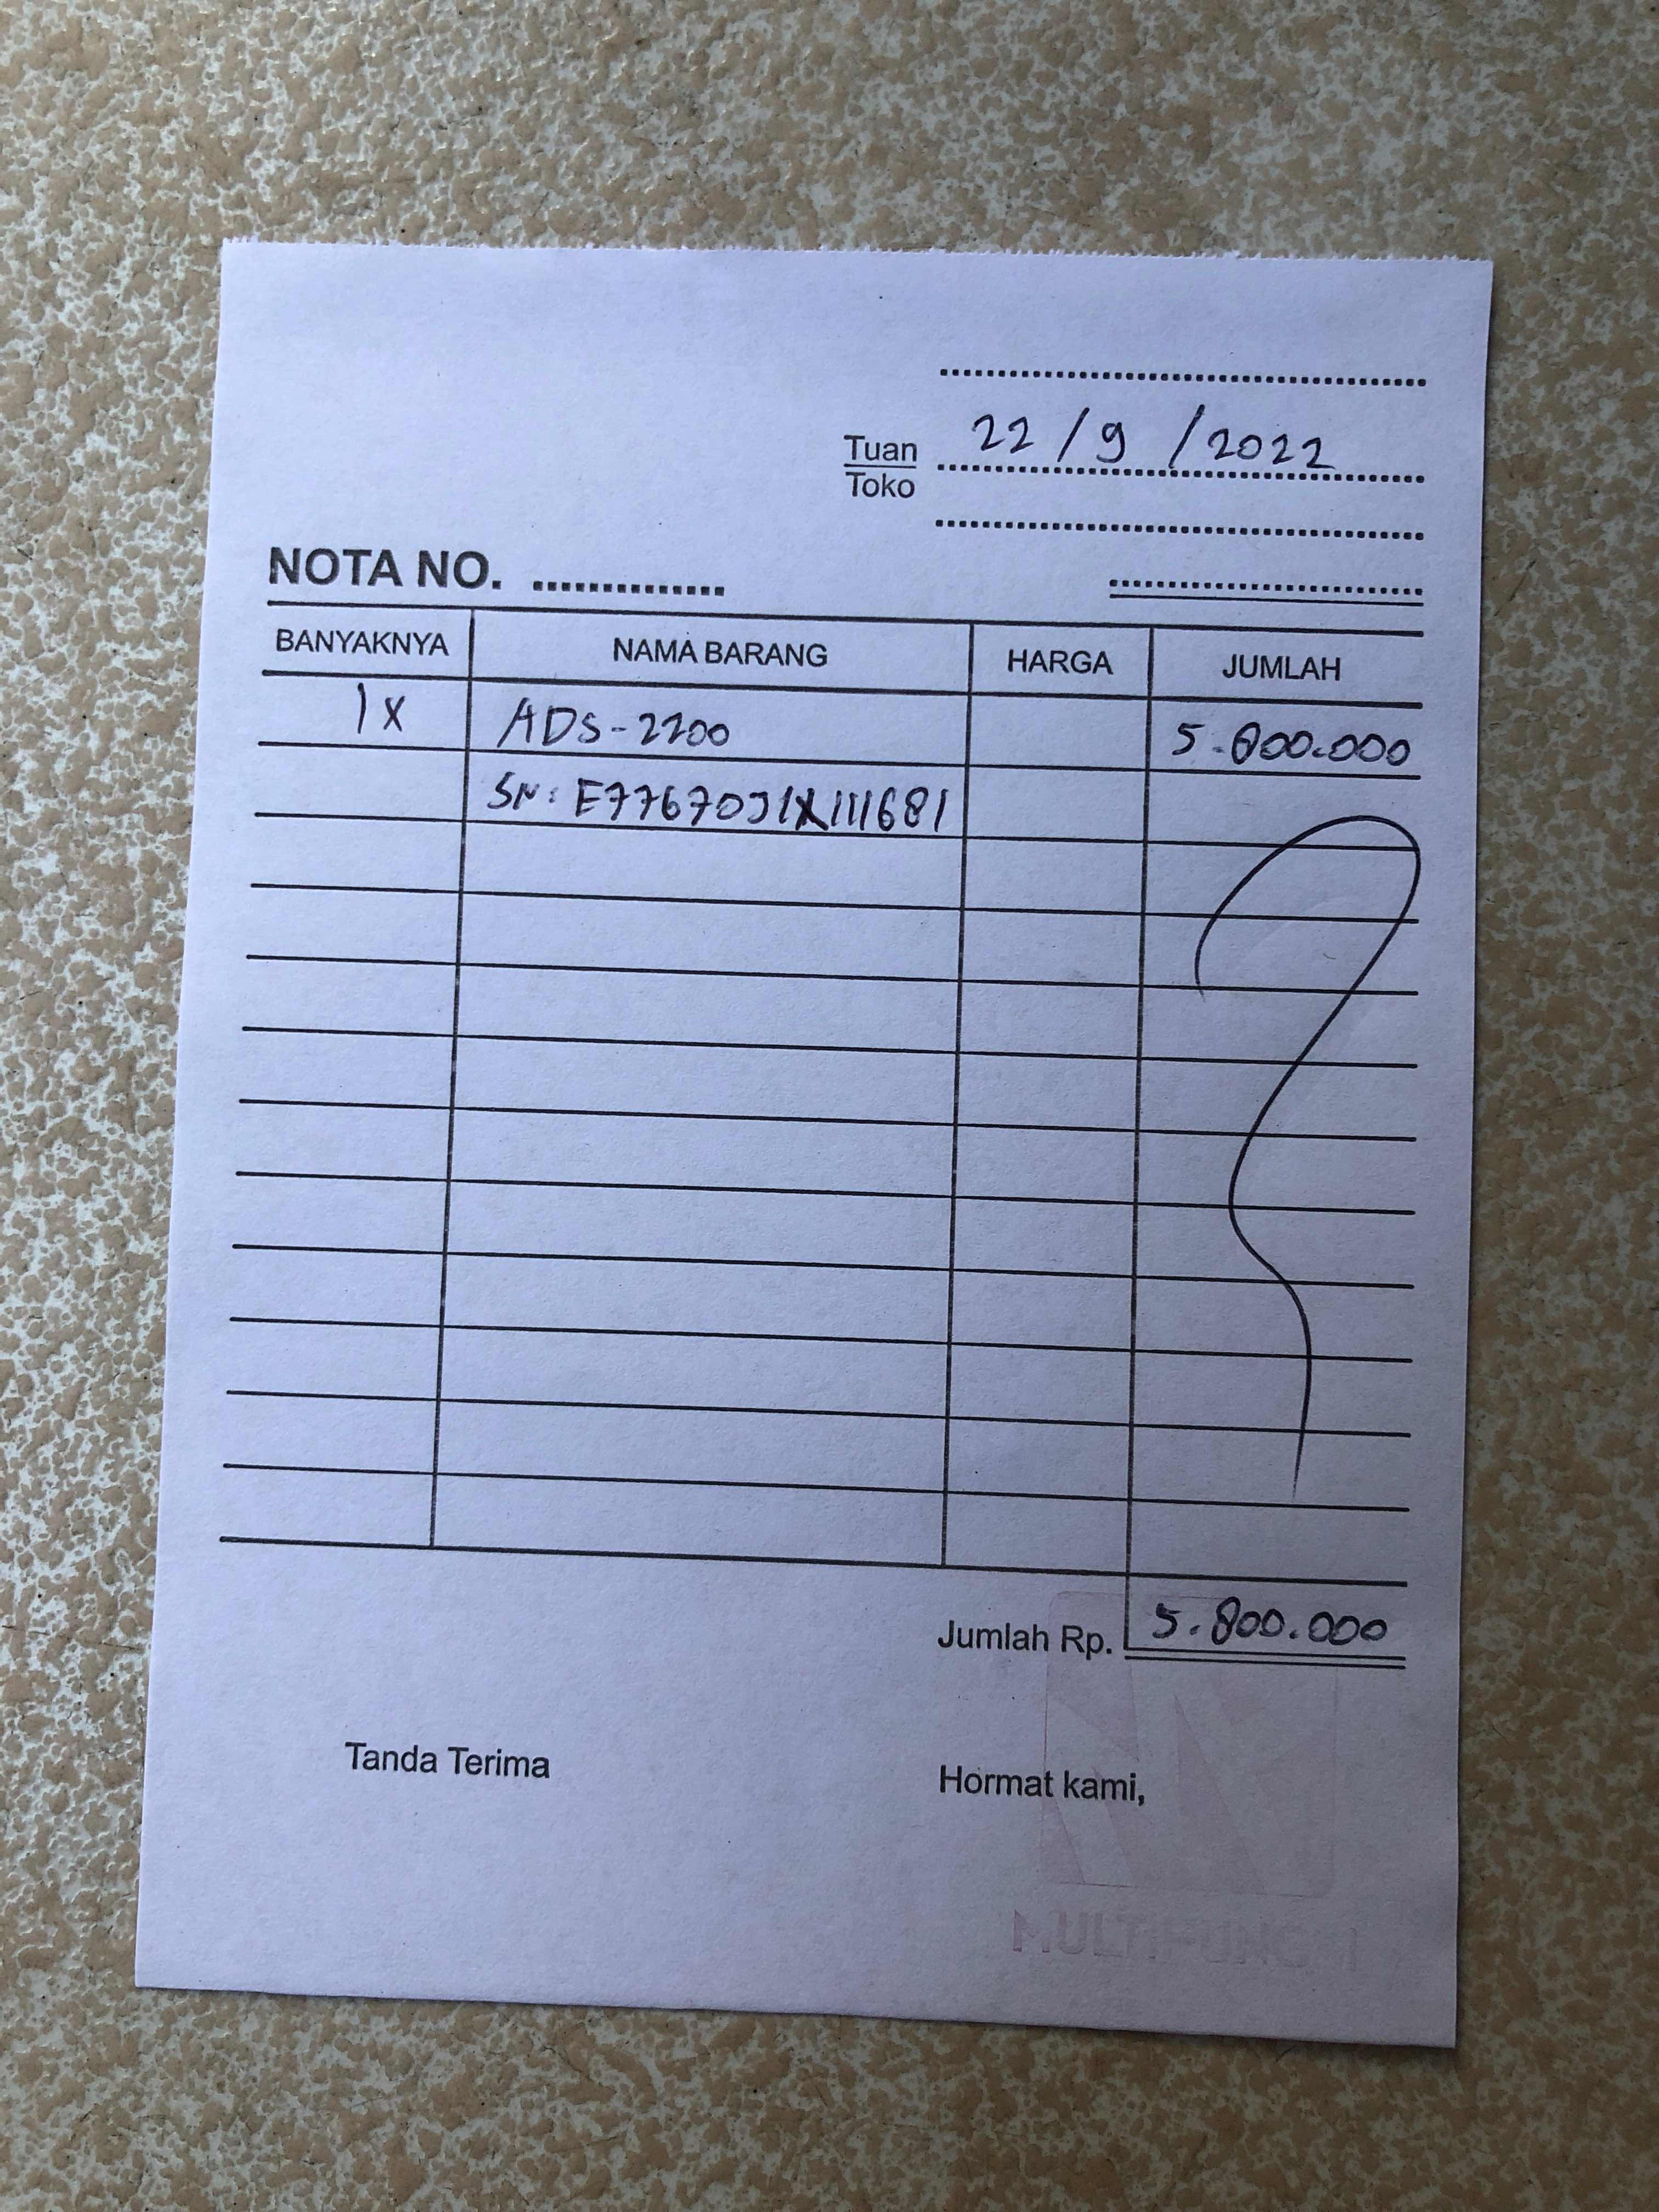 22/9/2022
Tuan
Toko
NOTA NO.
BANYAKNYA NAMA BARANG HARGA JUMLAH
1x ADS-2200 5.800.000
SN: E77670J1X111681
Jumlah Rp. 5.800.000
Tanda Terima Hormat kami,